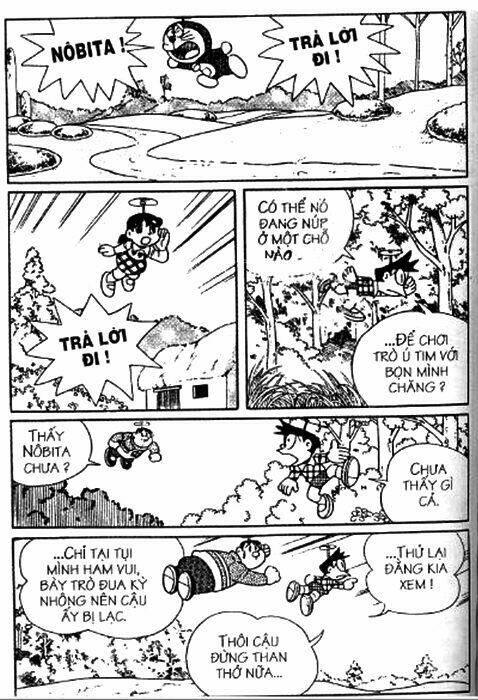 NÔBITA !
TRẢ LỜI
ĐI !
TRẢ LỜI
ĐI !
CÓ THỂ NÓ
ĐANG NÚP
Ở MỘT CHỖ
NÀO
...ĐỂ CHƠI
TRÒ Ú TIM VỚI
BỌN MÌNH
CHĂNG ?
THẤY
NÔBITA
CHƯA ?
CHƯA
THẤY GÌ
CẢ.
...CHỈ TẠI TỤI
MÌNH HAM VUI,
BÀY TRÒ ĐUA KỲ
NHÔNG NÊN CẬU
ẤY BỊ LẠC.
THỬ LẠI
ĐẰNG KIA
XEM !
THÔI CẬU
ĐỪNG THAN
THỞ NỮA...